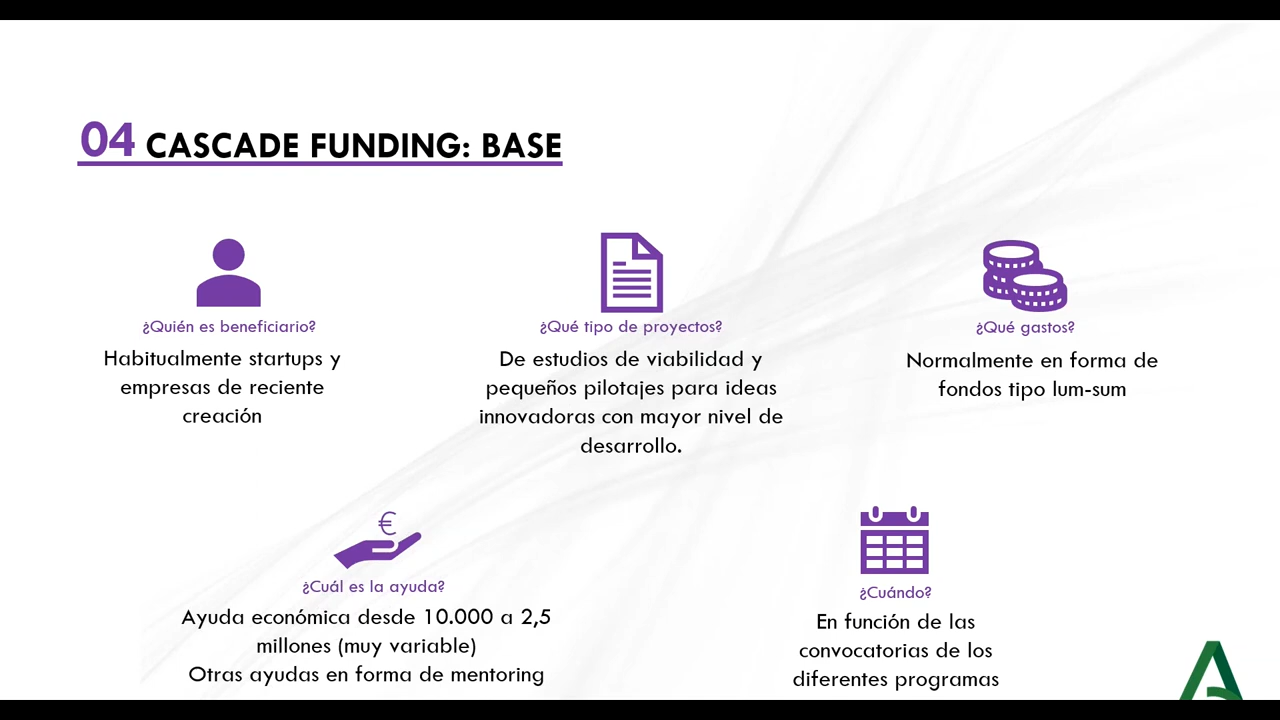 04 CASCADE FUNDING: BASE
¿Quién es beneficiario?
Habitualmente startups y
empresas de reciente
creación
¿Qué tipo de proyectos?
De estudios de viabilidad y
pequeños pilotajes para ideas
innovadoras con mayor nivel de
desarrollo.
¿Qué gastos?
Normalmente en forma de
fondos tipo lum-sum
€
¿Cuál es la ayuda?
Ayuda económica desde 10.000 a 2,5
millones (muy variable)
Otras ayudas en forma de mentoring
¿Cuándo?
En función de las
convocatorias de los
diferentes programas